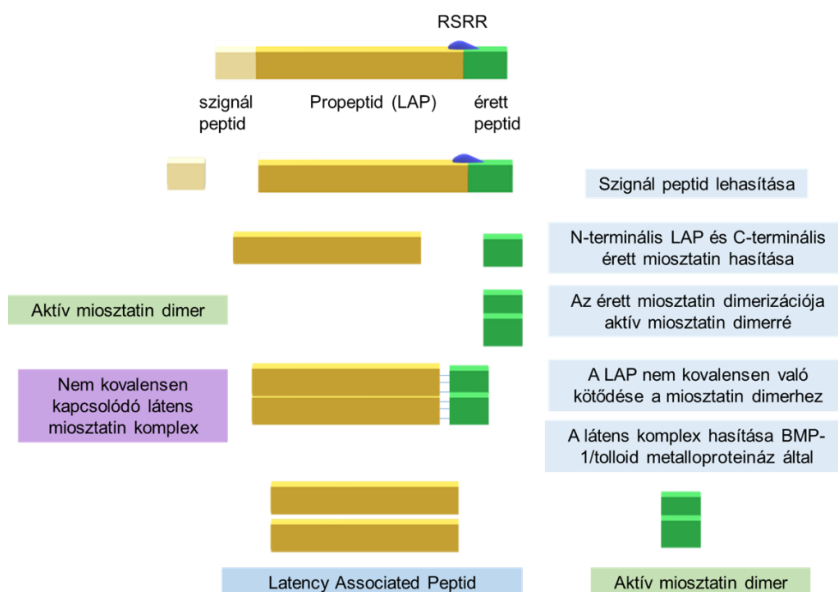 RSRR
szignál
peptid
Propeptid (LAP)
érett
peptid
Szignál peptid lehasítása
N-terminális LAP és C-terminális
érett miosztatin hasítása
Aktív miosztatin dimer
Az érett miosztatin dimerizációja
aktív miosztatin dimerré
Nem kovalensen
kapcsolódó látens
miosztatin komplex
A LAP nem kovalensen való
kötődése a miosztatin dimerhez
A látens komplex hasítása BMP-
1/tolloid metalloproteináz által
Latency Associated Peptid
Aktív miosztatin dimer